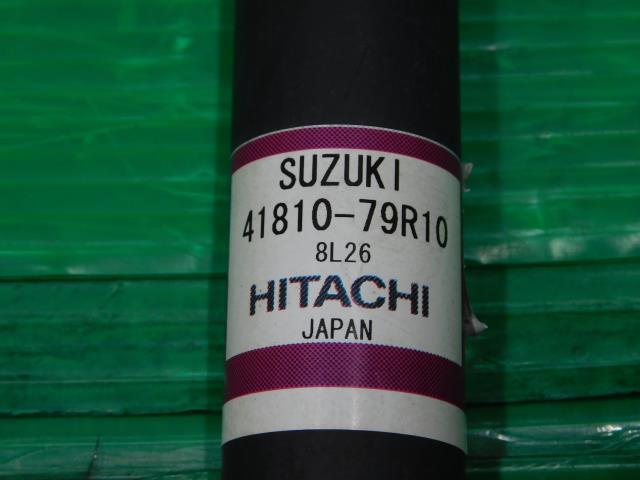 SUZUKI
41810-79R10
8L26
HITACHI
JAPAN